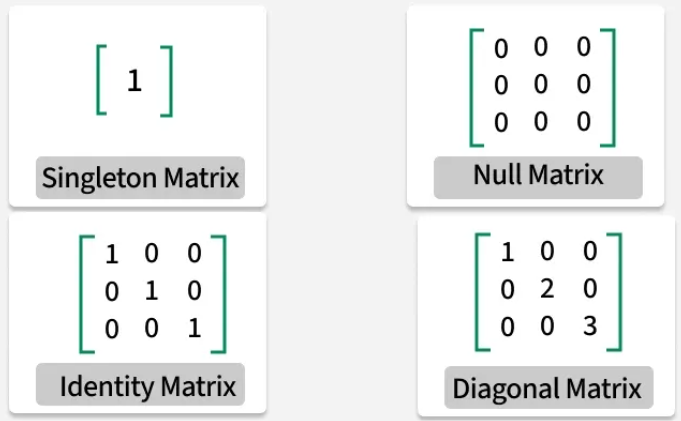 1
Singleton Matrix
0 0 0
0 0 0
0 0 0
Null Matrix
1 0 0
0 1 0
0 0 1
Identity Matrix
1 0 0
0 2 0
0 0 3
Diagonal Matrix